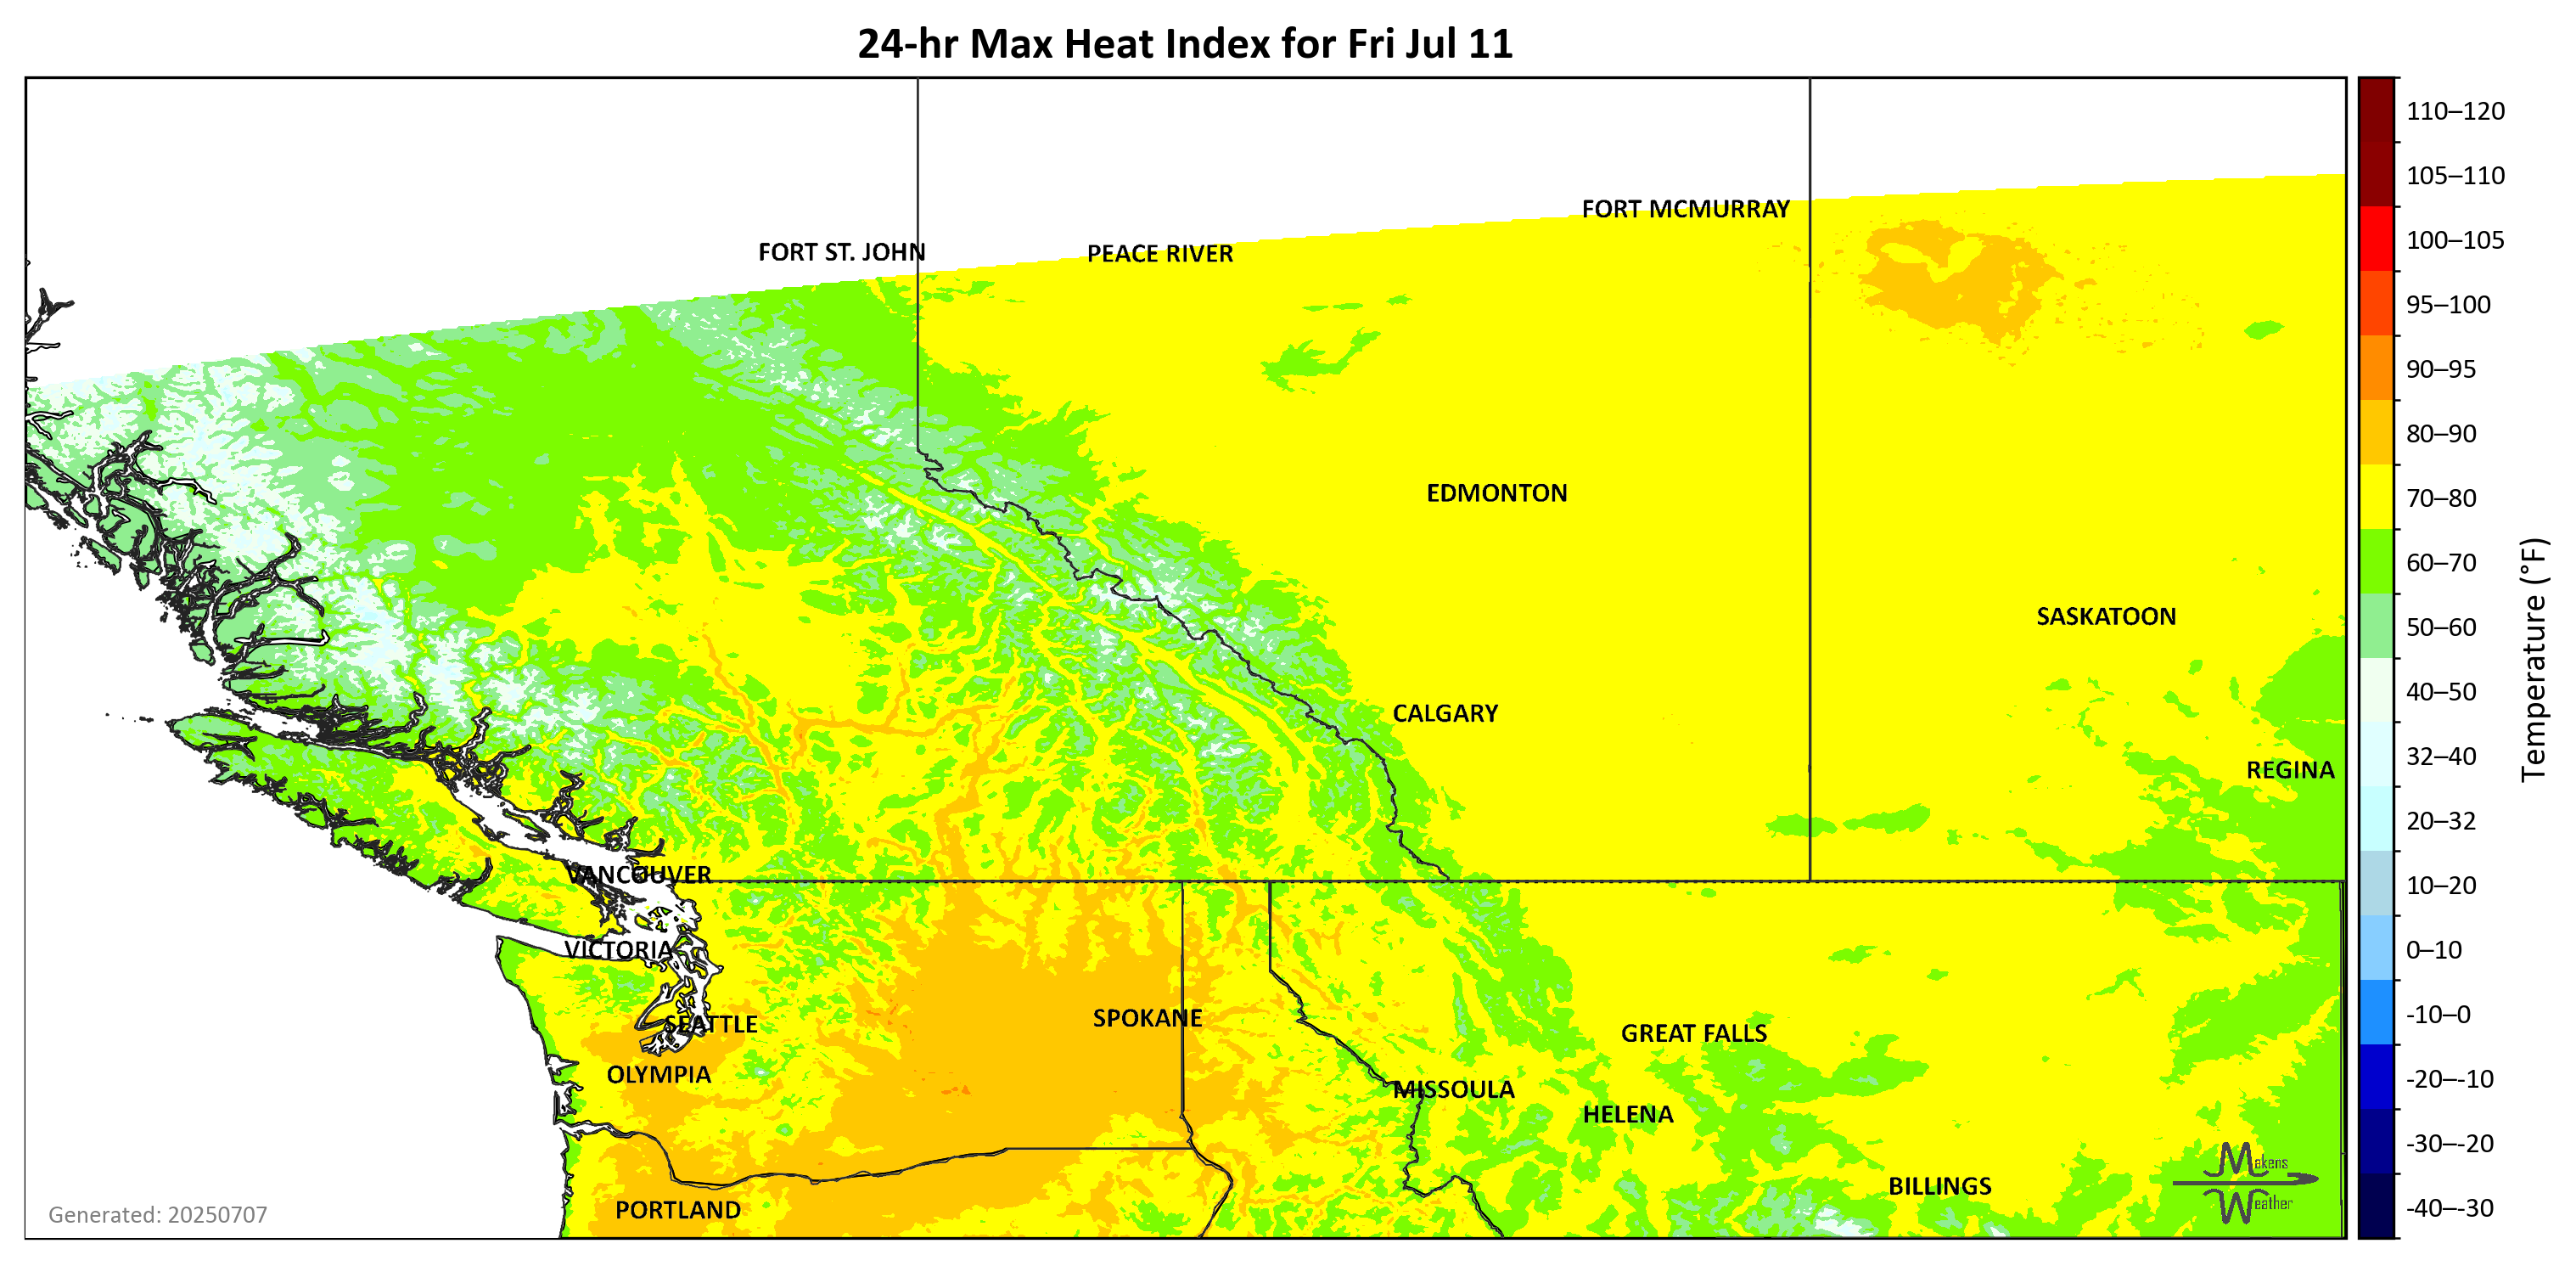 24-hr Max Heat Index for Fri Jul 11
FORT MCMURRAY
FORT ST. JOHN
PEACE RIVER
EDMONTON
SASKATOON
CALGARY
REGINA
VANCOUVER
VICTORIA
SPOKANE
SEATTLE
GREAT FALLS
OLYMPIA
MISSOULA
HELENA
BILLINGS
PORTLAND
Makens
Weather
Generated: 20250707
110–120
105–110
100–105
95–100
90–95
80–90
70–80
60–70
50–60
40–50
32–40
20–32
10–20
0–10
-10–0
-20–-10
-30–-20
-40–-30
Temperature (°F)